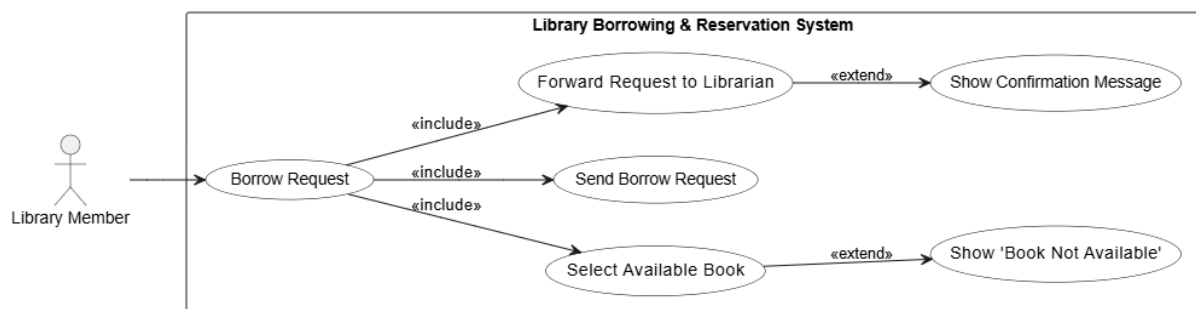 Library Borrowing & Reservation System
Forward Request to Librarian
«extend»
Show Confirmation Message
«include»
Library Member
Borrow Request
«include»
Send Borrow Request
«include»
Select Available Book
«extend»
Show 'Book Not Available'